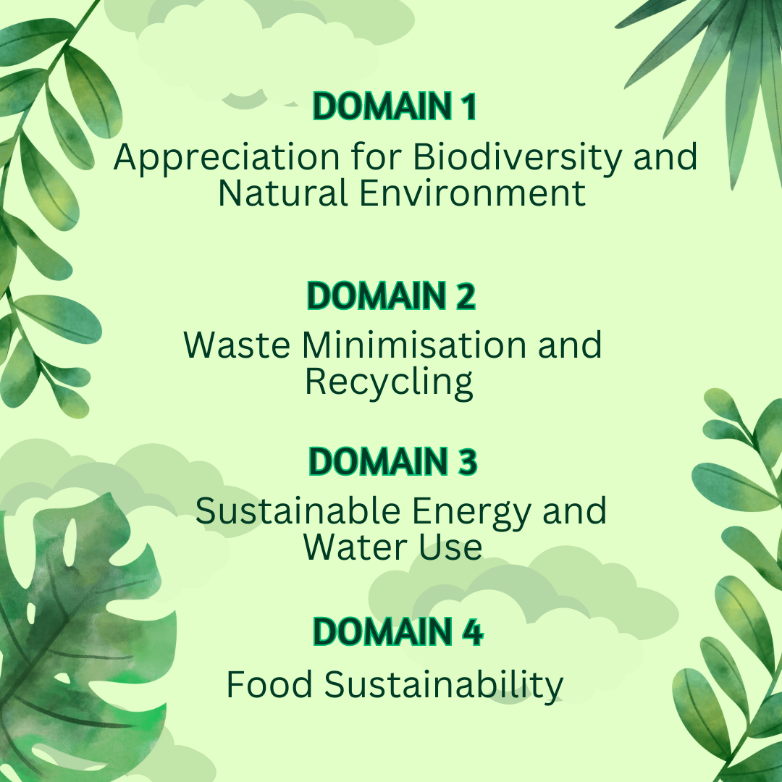 DOMAIN 1
Appreciation for Biodiversity and
Natural Environment
DOMAIN 2
Waste Minimisation and
Recycling
DOMAIN 3
Sustainable Energy and
Water Use
DOMAIN 4
Food Sustainability